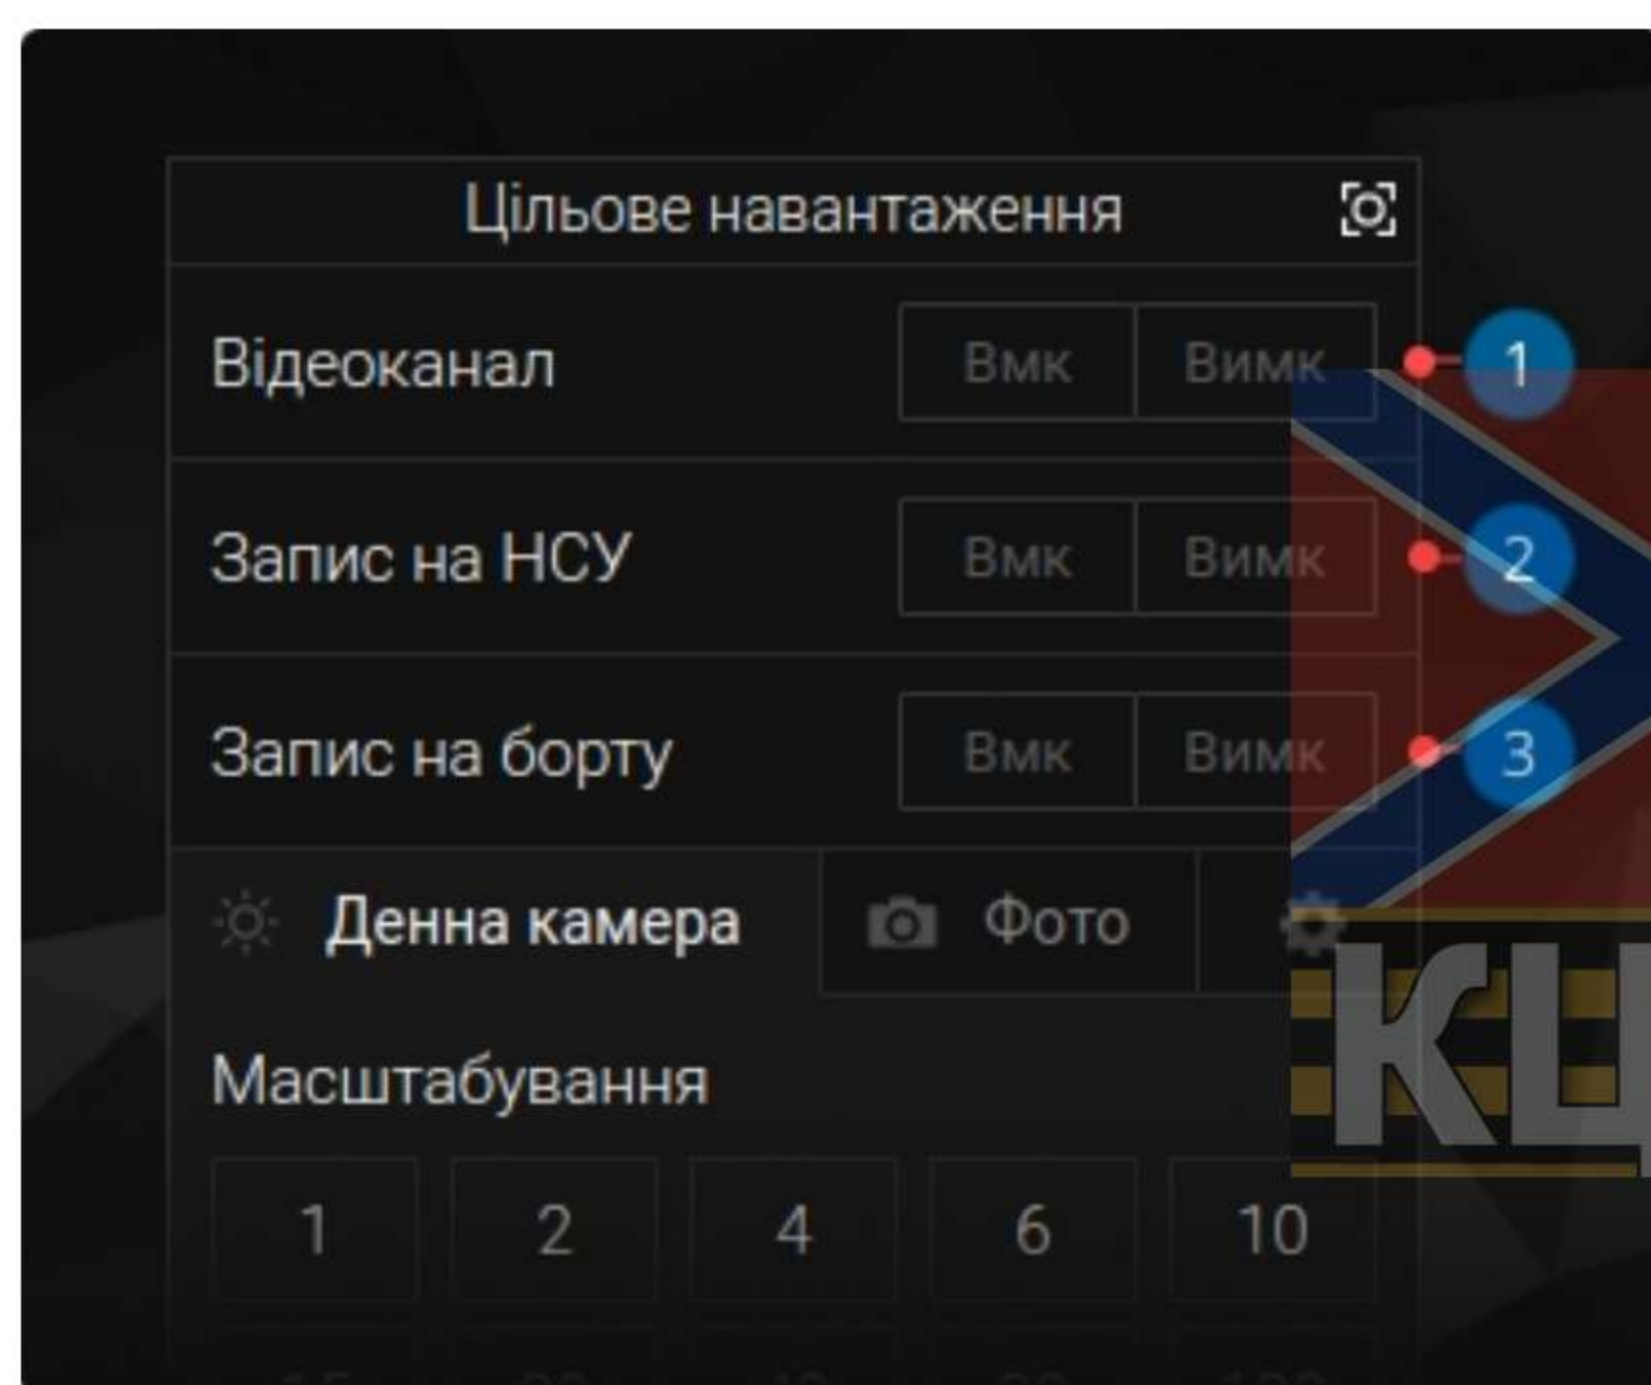 Цільове навантаження
Відеоканал Вмк Вимк 1
Запис на НСУ Вмк Вимк 2
Запис на борту Вмк Вимк 3
Денна камера Фото
Масштабування
1 2 4 6 10